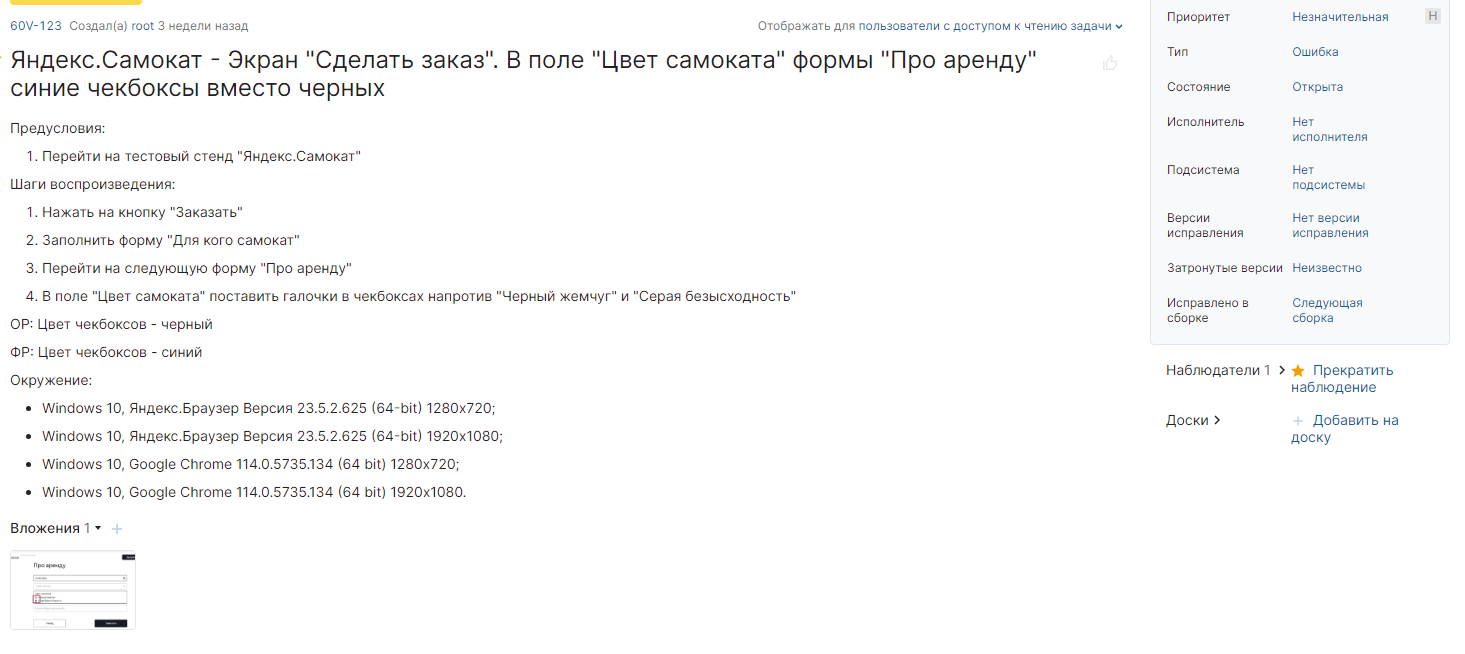 60V-123 Создал(а) root 3 недели назад
Отображать для пользователи с доступом к чтению задачи
Яндекс.Самокат - Экран "Сделать заказ". В поле "Цвет самоката" формы "Про аренду"
синие чекбоксы вместо черных
Предусловия:
1. Перейти на тестовый стенд "Яндекс.Самокат"
Шаги воспроизведения:
1. Нажать на кнопку "Заказать"
2. Заполнить форму "Для кого самокат"
3. Перейти на следующую форму "Про аренду"
4. В поле "Цвет самоката" поставить галочки в чекбоксах напротив "Черный жемчуг" и "Серая безысходность"
ОР: Цвет чекбоксов - черный
ФР: Цвет чекбоксов - синий
Окружение:
Windows 10, Яндекс.Браузер Версия 23.5.2.625 (64-bit) 1280x720;
Windows 10, Яндекс.Браузер Версия 23.5.2.625 (64-bit) 1920x1080;
Windows 10, Google Chrome 114.0.5735.134 (64 bit) 1280x720;
Windows 10, Google Chrome 114.0.5735.134 (64 bit) 1920x1080.
Вложения 1
Про аренду
Приоритет Незначительная Н
Тип Ошибка
Состояние Открыта
Исполнитель Нет
исполнителя
Подсистема Нет
подсистемы
Версии Нет версии
исправления исправления
Затронутые версии Неизвестно
Исправлено в Следующая
сборке сборка
Наблюдатели 1 Прекратить
наблюдение
Доски Добавить на
доску